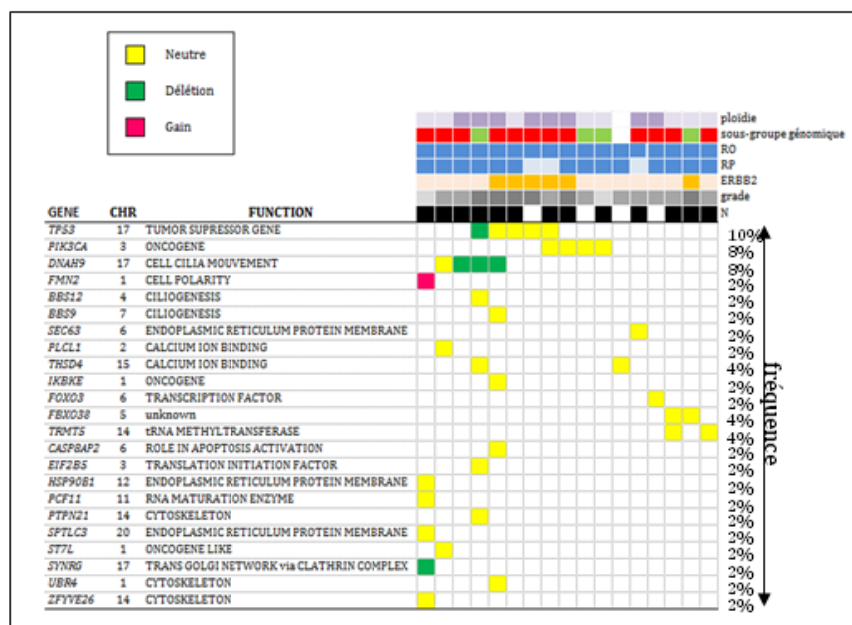 Neutre
Délétion
Gain
ploïdie
sous-groupe génomique
RO
RP
ERBB2
grade
GENE CHR FUNCTION N
TP53 17 TUMOR SUPRESSOR GENE 10%
PIK3CA 3 ONCOGENE 8%
DNAH9 17 CELL CILIA MOUVEMENT 8%
FMN2 1 CELL POLARITY 2%
BBS12 4 CILIOGENESIS 2%
BBS9 7 CILIOGENESIS 2%
SEC63 6 ENDOPLASMIC RETICULUM PROTEIN MEMBRANE 2%
PLCL1 2 CALCIUM ION BINDING 2%
THSD4 15 CALCIUM ION BINDING 4%
IKBKE 1 ONCOGENE 2%
FOXO3 6 TRANSCRIPTION FACTOR 2%
FBXO38 5 unknown 4%
TRMT5 14 tRNA METHYLTRANSFERASE 4%
CASP8AP2 6 ROLE IN APOPTOSIS ACTIVATION 2%
EIF2B5 3 TRANSLATION INITIATION FACTOR 2%
HSP90B1 12 ENDOPLASMIC RETICULUM PROTEIN MEMBRANE 2%
PCF11 11 RNA MATURATION ENZYME 2%
PTPN21 14 CYTOSKELETON 2%
SPTLC3 20 ENDOPLASMIC RETICULUM PROTEIN MEMBRANE 2%
ST7L 1 ONCOGENE LIKE 2%
SYNRG 17 TRANS GOLGI NETWORK via CLATHRIN COMPLEX 2%
UBR4 1 CYTOSKELETON 2%
ZFYVE26 14 CYTOSKELETON 2%
fréquence